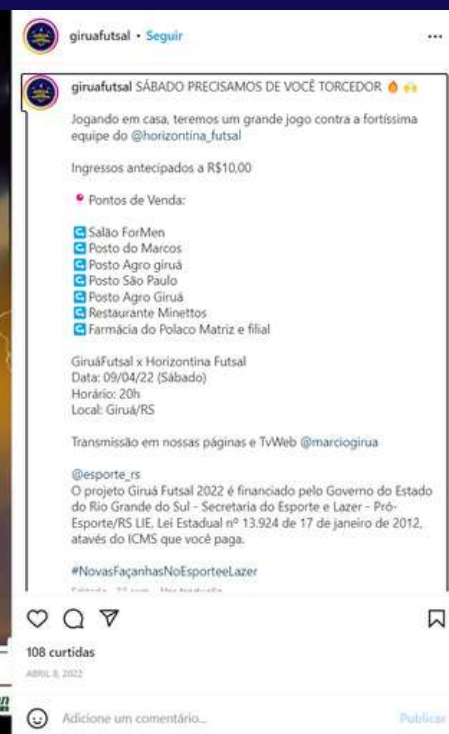 giruafutsal • Seguir
giruafutsal SÁBADO PRECISAMOS DE VOCÊ TORCEDOR 🔥 🙌
Jogando em casa, teremos um grande jogo contra a fortíssima
equipe do @horizontina_futsal
Ingressos antecipados a R$10,00
📍 Pontos de Venda:
Salão ForMen
Posto do Marcos
Posto Agro giruá
Posto São Paulo
Posto Agro Giruá
Restaurante Minettos
Farmácia do Polaco Matriz e filial
GiruáFutsal x Horizontina Futsal
Data: 09/04/22 (Sábado)
Horário: 20h
Local: Giruá/RS
Transmissão em nossas páginas e TvWeb @marciogirua
@esporte_rs
O projeto Giruá Futsal 2022 é financiado pelo Governo do Estado
do Rio Grande do Sul - Secretaria do Esporte e Lazer - Pró-
Esporte/RS LIE, Lei Estadual nº 13.924 de 17 de janeiro de 2012,
atavés do ICMS que você paga.
#NovasFaçanhasNoEsporteeLazer
108 curtidas
ABRIL 8, 2022
Adicione um comentário...
Publicar